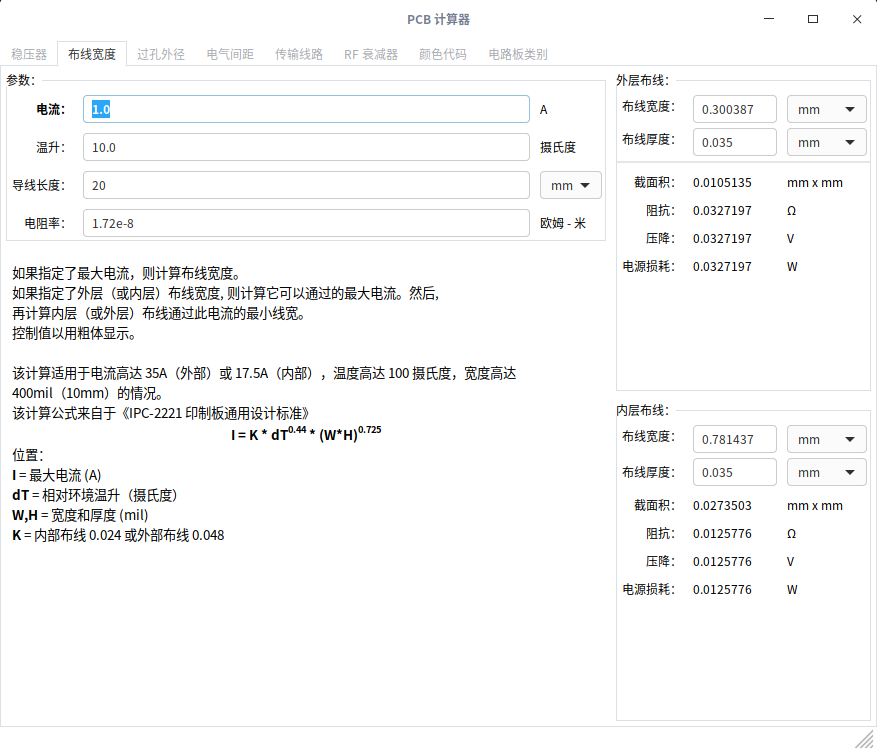 PCB 计算器
稳压器 布线宽度 过孔外径 电气间距 传输线路 RF 衰减器 颜色代码 电路板类别
参数:
电流: 1.0 A
温升: 10.0 摄氏度
导线长度: 20 mm
电阻率: 1.72e-8 欧姆 - 米
如果指定了最大电流，则计算布线宽度。
如果指定了外层（或内层）布线宽度, 则计算它可以通过的最大电流。然后,
再计算内层（或外层）布线通过此电流的最小线宽。
控制值以用粗体显示。
该计算适用于电流高达 35A（外部）或 17.5A（内部），温度高达 100 摄氏度，宽度高达
400mil（10mm）的情况。
该计算公式来自于《IPC-2221 印制板通用设计标准》
I = K * dT0.44 * (W*H)0.725
位置:
I = 最大电流 (A)
dT = 相对环境温升（摄氏度）
W,H = 宽度和厚度 (mil)
K = 内部布线 0.024 或外部布线 0.048
外层布线:
布线宽度: 0.300387 mm
布线厚度: 0.035 mm
截面积: 0.0105135 mm x mm
阻抗: 0.0327197 Ω
压降: 0.0327197 V
电源损耗: 0.0327197 W
内层布线:
布线宽度: 0.781437 mm
布线厚度: 0.035 mm
截面积: 0.0273503 mm x mm
阻抗: 0.0125776 Ω
压降: 0.0125776 V
电源损耗: 0.0125776 W